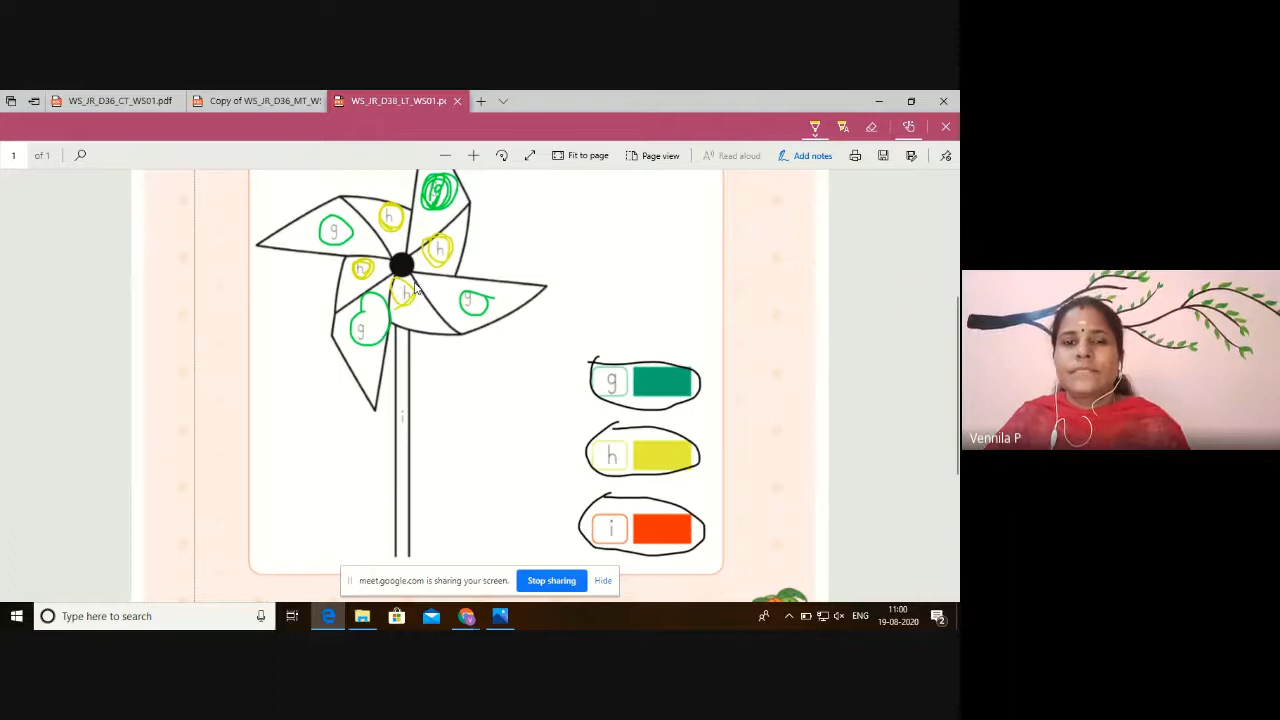 WS_JR_D36_CT_WS01.pdf
Copy of WS_JR_D36_MT_WS
WS_JR_D38_LT_WS01.p
1 of 1
Fit to page
Page view
Read aloud
Add notes
g
h
g
h
h
h
g
g
i
g
h
i
Vennila P
meet.google.com is sharing your screen.
Stop sharing
Hide
Type here to search
ENG
11:00
19-08-2020
2